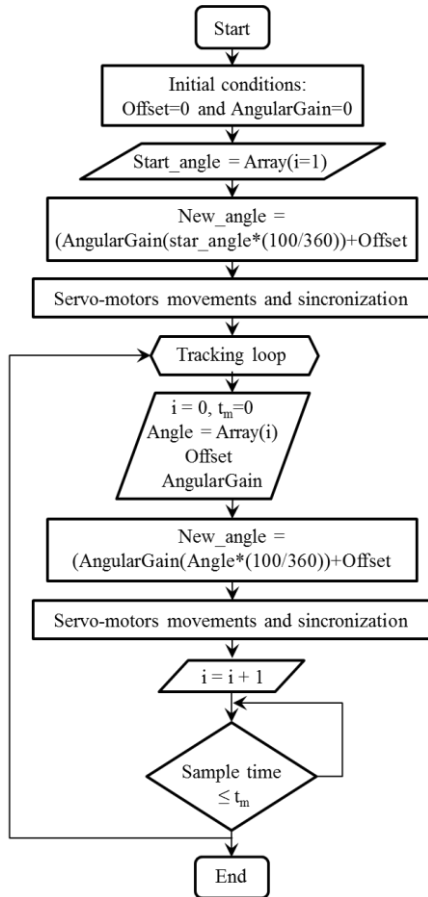 Start
Initial conditions:
Offset=0 and AngularGain=0
Start_angle = Array(i=1)
New_angle =
(AngularGain(star_angle*(100/360))+Offset
Servo-motors movements and sincronization
Tracking loop
i = 0, tₘ=0
Angle = Array(i)
Offset
AngularGain
New_angle =
(AngularGain(Angle*(100/360))+Offset
Servo-motors movements and sincronization
i = i + 1
Sample time
≤ tₘ
End